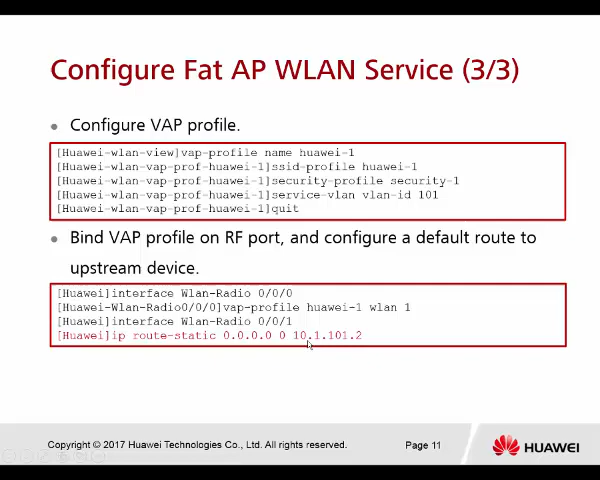 Configure Fat AP WLAN Service (3/3)
Configure VAP profile.
[Huawei-wlan-view]vap-profile name huawei-1
[Huawei-wlan-vap-prof-huawei-1]ssid-profile huawei-1
[Huawei-wlan-vap-prof-huawei-1]security-profile security-1
[Huawei-wlan-vap-prof-huawei-1]service-vlan vlan-id 101
[Huawei-wlan-vap-prof-huawei-1]quit
Bind VAP profile on RF port, and configure a default route to
upstream device.
[Huawei]interface Wlan-Radio 0/0/0
[Huawei-Wlan-Radio0/0/0]vap-profile huawei-1 wlan 1
[Huawei]interface Wlan-Radio 0/0/1
[Huawei]ip route-static 0.0.0.0 0 10.1.101.2
Copyright © 2017 Huawei Technologies Co., Ltd. All rights reserved.
Page 11
HUAWEI